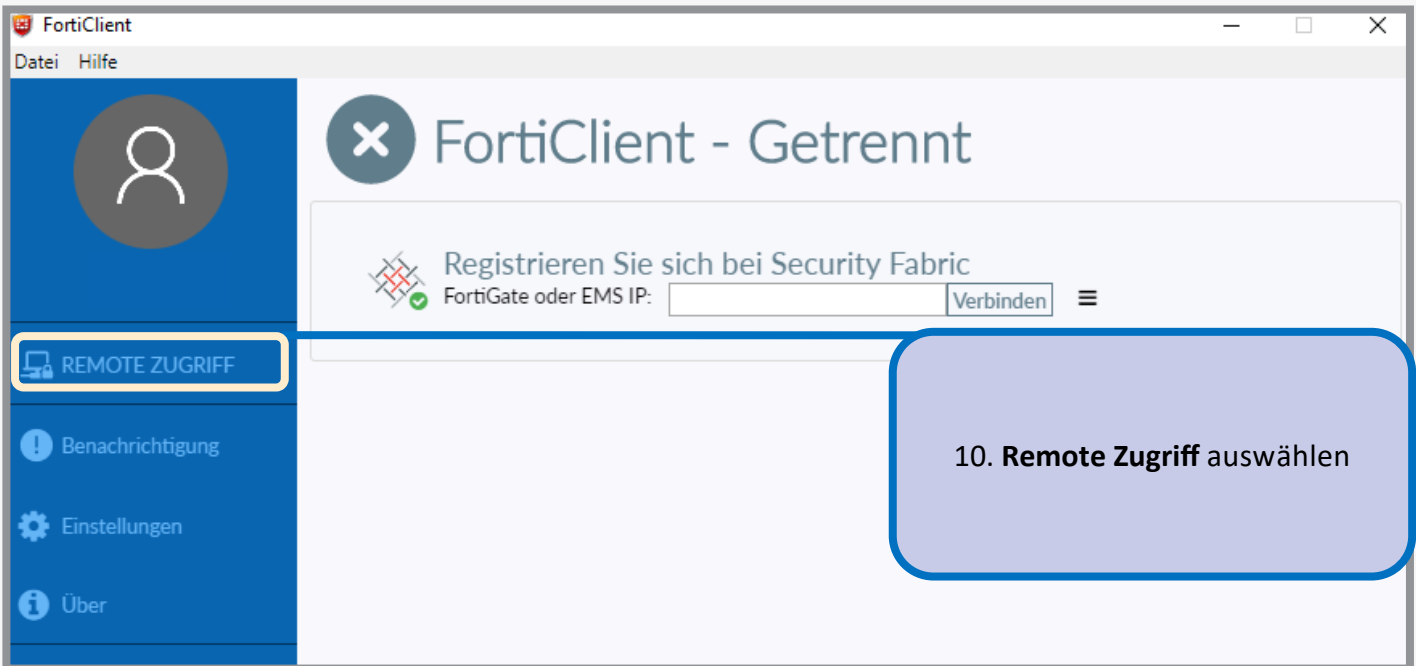 FortiClient
Datei Hilfe
FortiClient - Getrennt
Registrieren Sie sich bei Security Fabric
FortiGate oder EMS IP:
Verbinden
REMOTE ZUGRIFF
Benachrichtigung
Einstellungen
Über
10. Remote Zugriff auswählen